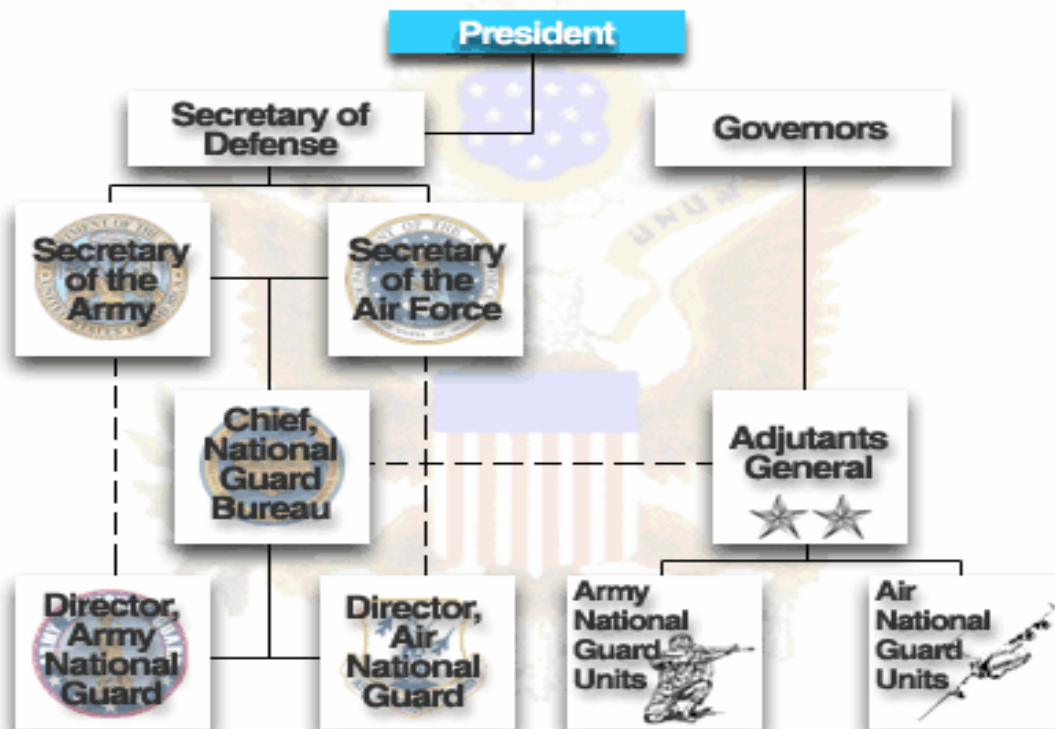 President
Secretary of
Defense
Governors
Secretary
of the
Army
Secretary
of the
Air Force
Chief,
National
Guard
Bureau
Adjutants
General
Director,
Army
National
Guard
Director,
Air
National
Guard
Army
National
Guard
Units
Air
National
Guard
Units